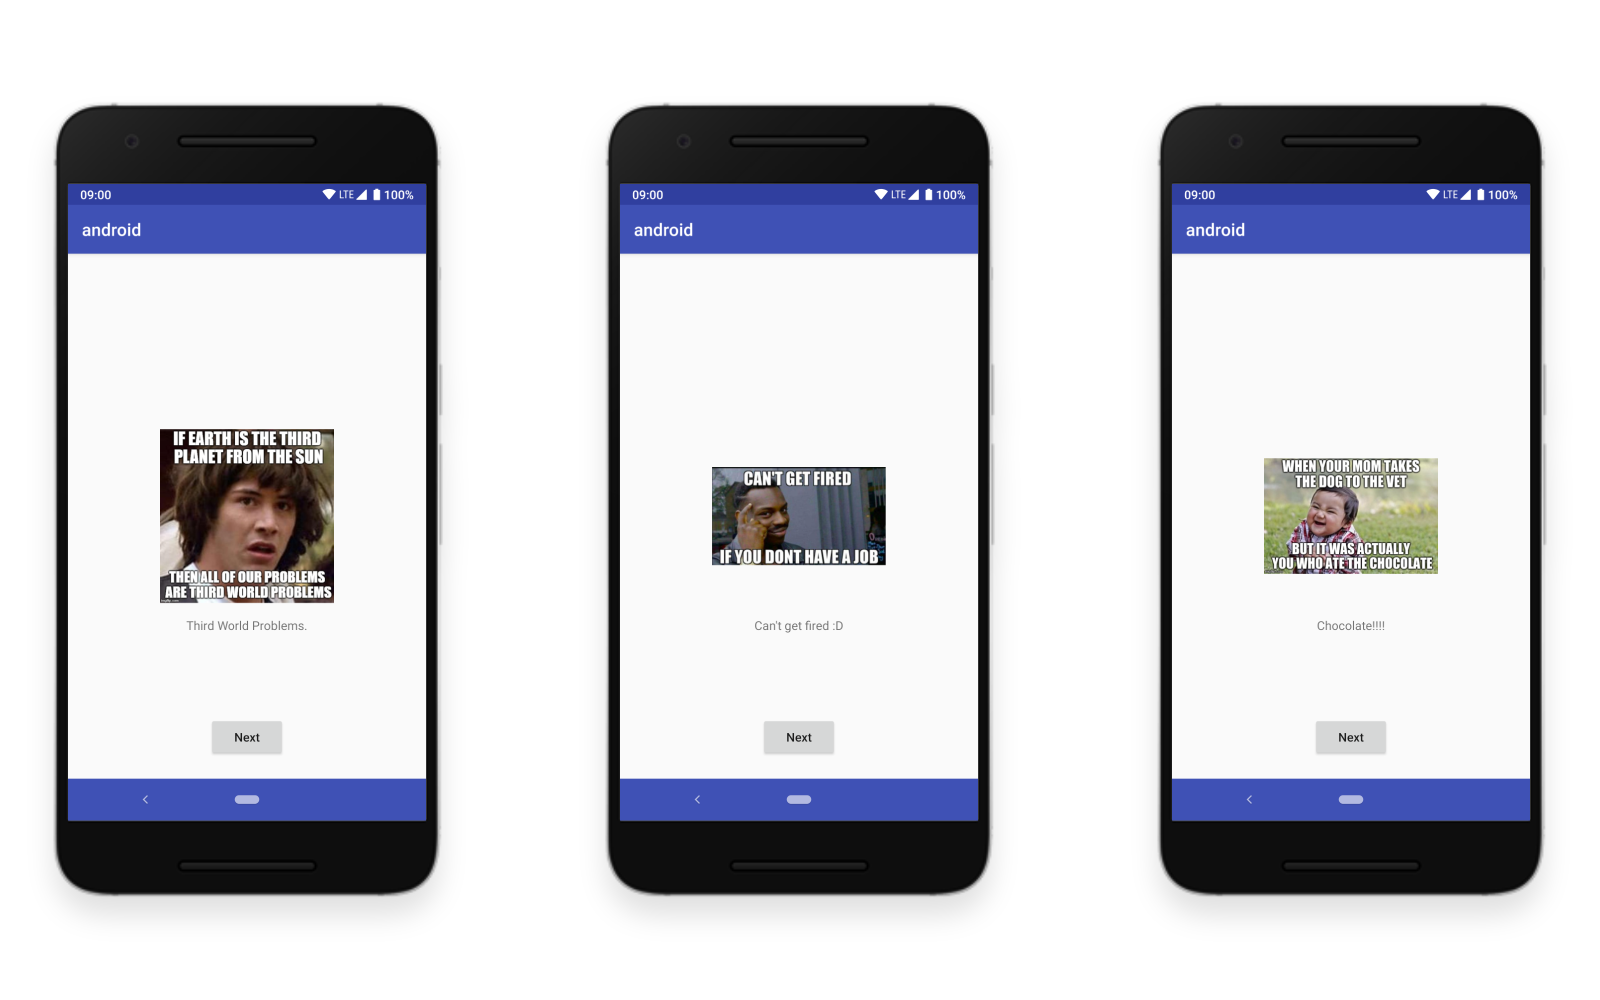 09:00 LTE 100%
android
IF EARTH IS THE THIRD
PLANET FROM THE SUN
THEN ALL OF OUR PROBLEMS
ARE THIRD WORLD PROBLEMS
Third World Problems.
Next
09:00 LTE 100%
android
CAN'T GET FIRED
IF YOU DONT HAVE A JOB
Can't get fired :D
Next
09:00 LTE 100%
android
WHEN YOUR MOM TAKES
THE DOG TO THE VET
BUT IT WAS ACTUALLY
YOU WHO ATE THE CHOCOLATE
Chocolate!!!!
Next